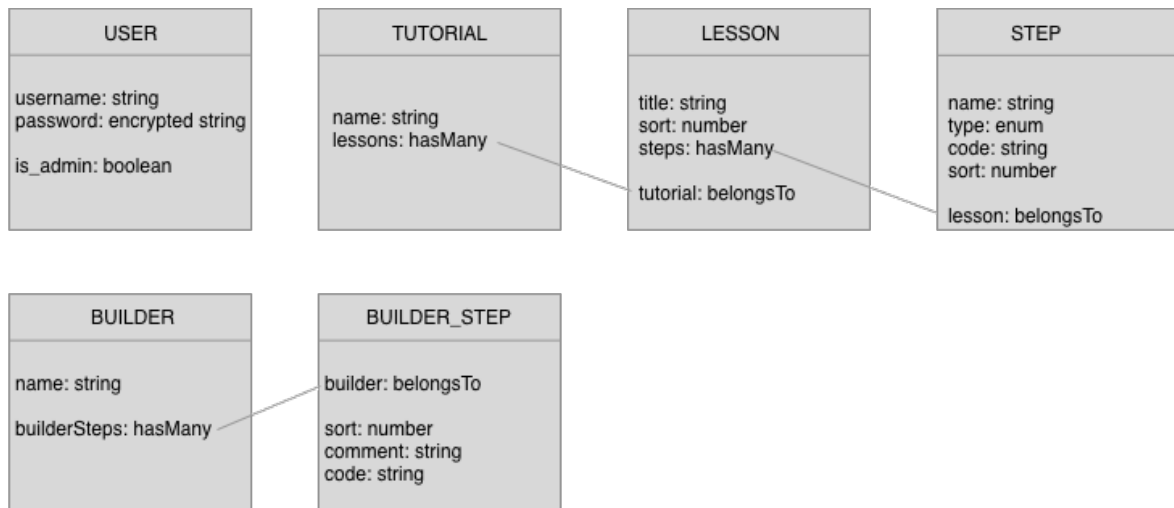 USER
username: string
password: encrypted string
is_admin: boolean
TUTORIAL
name: string
lessons: hasMany
LESSON
title: string
sort: number
steps: hasMany
tutorial: belongsTo
STEP
name: string
type: enum
code: string
sort: number
lesson: belongsTo
BUILDER
name: string
builderSteps: hasMany
BUILDER_STEP
builder: belongsTo
sort: number
comment: string
code: string